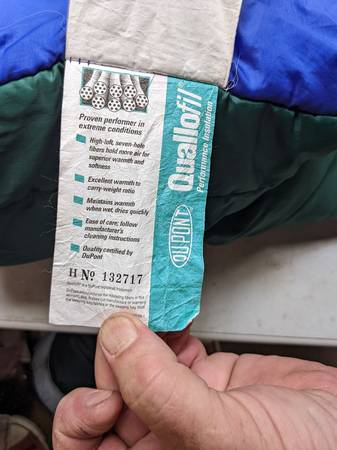 Proven performer in
extreme conditions
High-loft, seven-hole
fibers hold more air for
superior warmth and
softness
Excellent warmth to
carry-weight ratio
Maintains warmth
when wet, dries quickly
Ease of care; follow
manufacturer's
cleaning instructions
Quality certified by
DuPont
H No 132717
Quallofil®
Performance Insulation
DUPONT